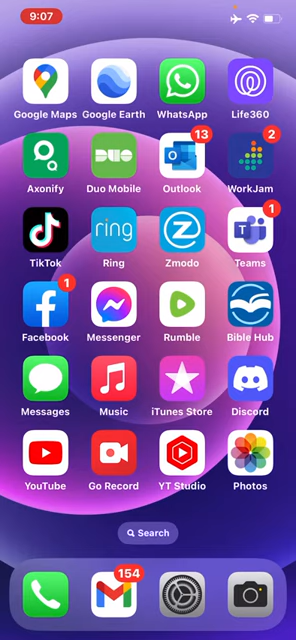 9:07
Google Maps Google Earth WhatsApp Life360
13 2
Axonify Duo Mobile Outlook WorkJam
DUO
ring
1
TikTok Ring Zmodo Teams
1
Facebook Messenger Rumble Bible Hub
Messages Music iTunes Store Discord
YouTube Go Record YT Studio Photos
Search
154